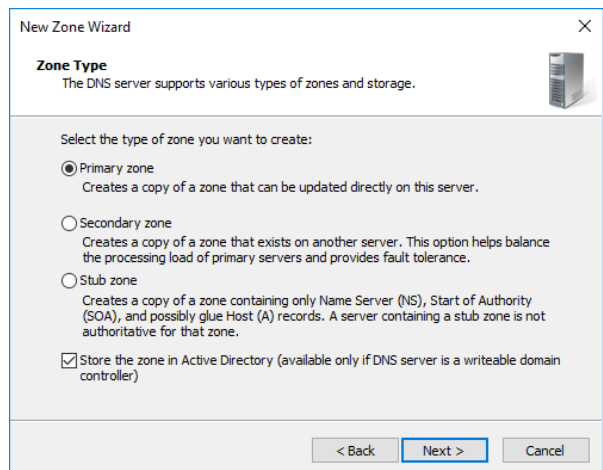 New Zone Wizard
Zone Type
The DNS server supports various types of zones and storage.
Select the type of zone you want to create:
Primary zone
Creates a copy of a zone that can be updated directly on this server.
Secondary zone
Creates a copy of a zone that exists on another server. This option helps balance
the processing load of primary servers and provides fault tolerance.
Stub zone
Creates a copy of a zone containing only Name Server (NS), Start of Authority
(SOA), and possibly glue Host (A) records. A server containing a stub zone is not
authoritative for that zone.
Store the zone in Active Directory (available only if DNS server is a writeable domain
controller)
< Back
Next >
Cancel